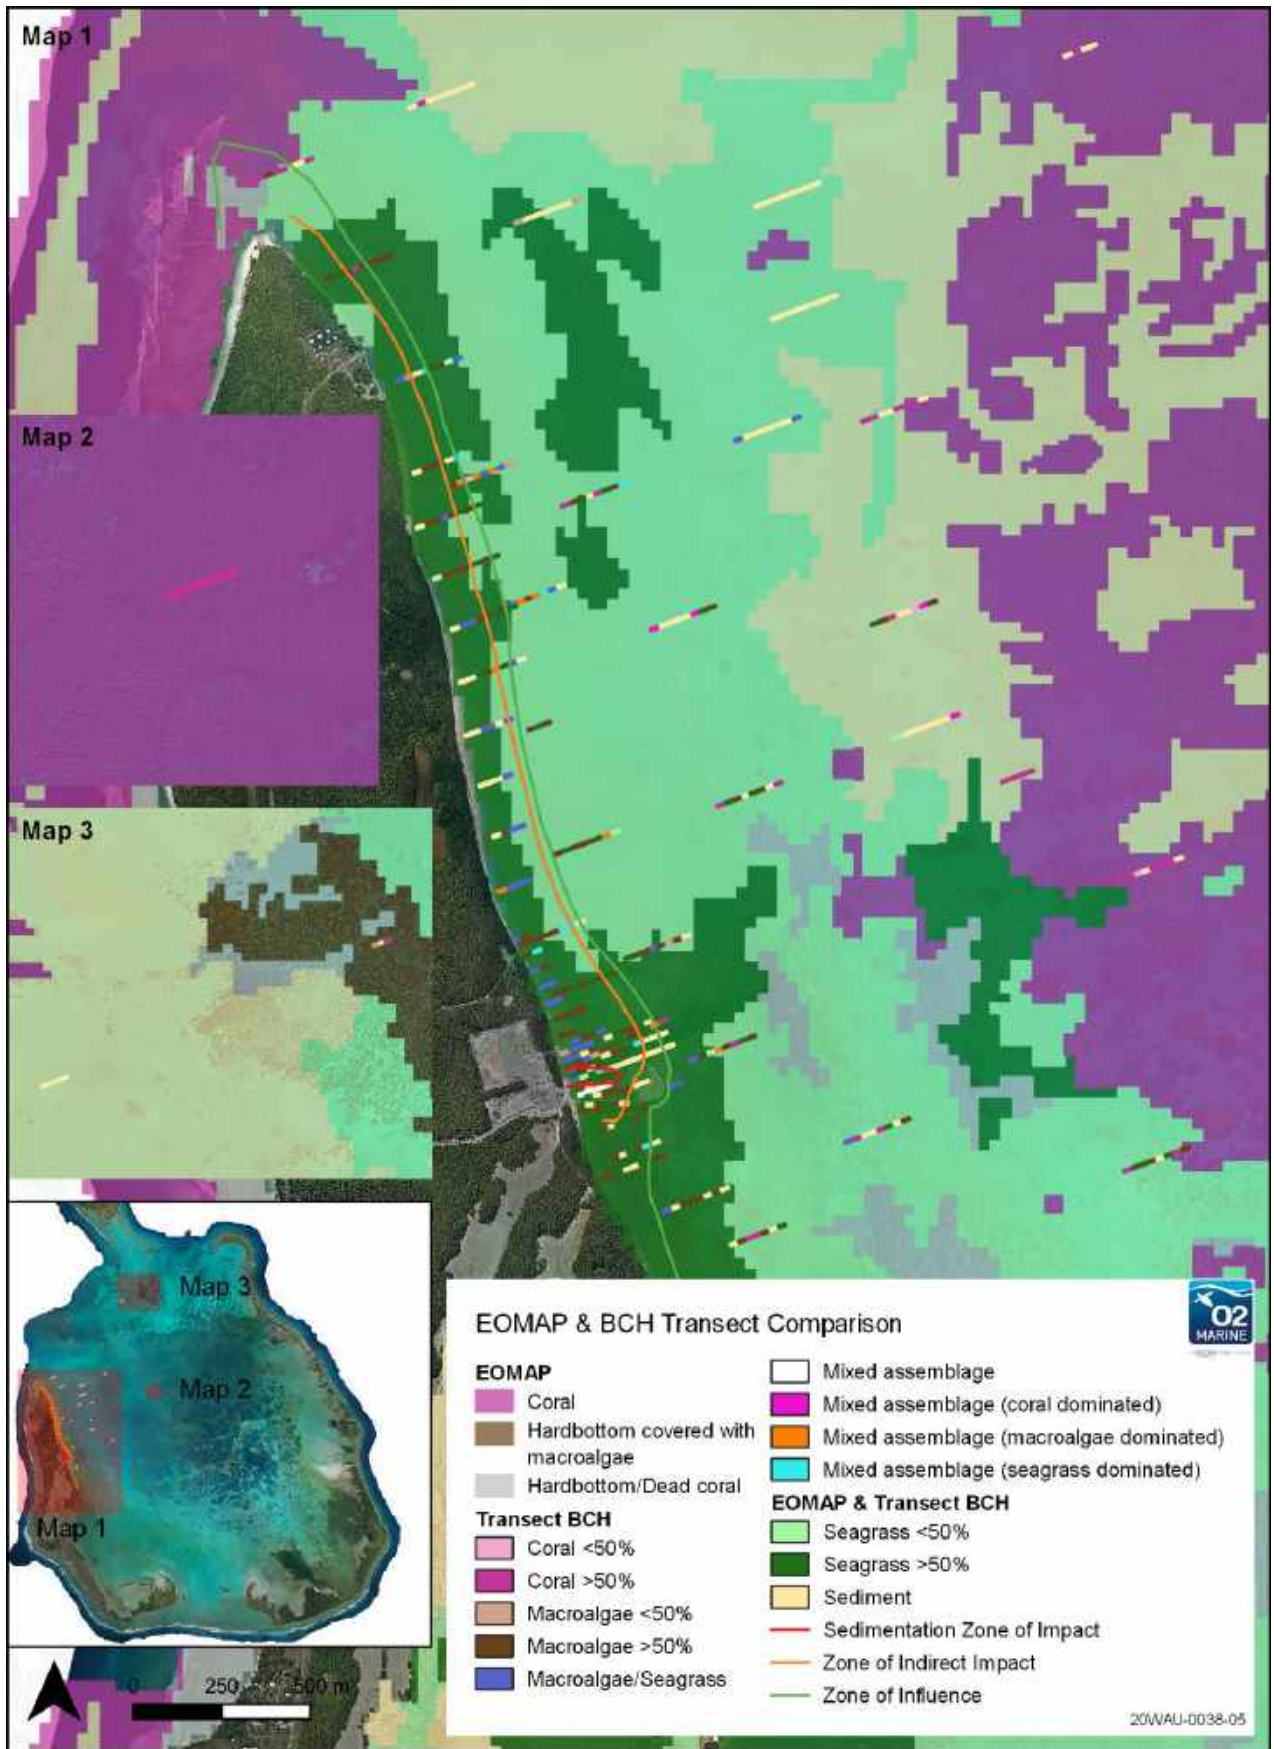 Map 1
Map 2
Map 3
Map 3
Map 2
Map 1
0 250 500 m
EOMAP & BCH Transect Comparison
O2
MARINE
EOMAP
Coral
Hardbottom covered with
macroalgae
Hardbottom/Dead coral
Transect BCH
Coral <50%
Coral >50%
Macroalgae <50%
Macroalgae >50%
Macroalgae/Seagrass
Mixed assemblage
Mixed assemblage (coral dominated)
Mixed assemblage (macroalgae dominated)
Mixed assemblage (seagrass dominated)
EOMAP & Transect BCH
Seagrass <50%
Seagrass >50%
Sediment
Sedimentation Zone of Impact
Zone of Indirect Impact
Zone of Influence
20WAU-0038-05